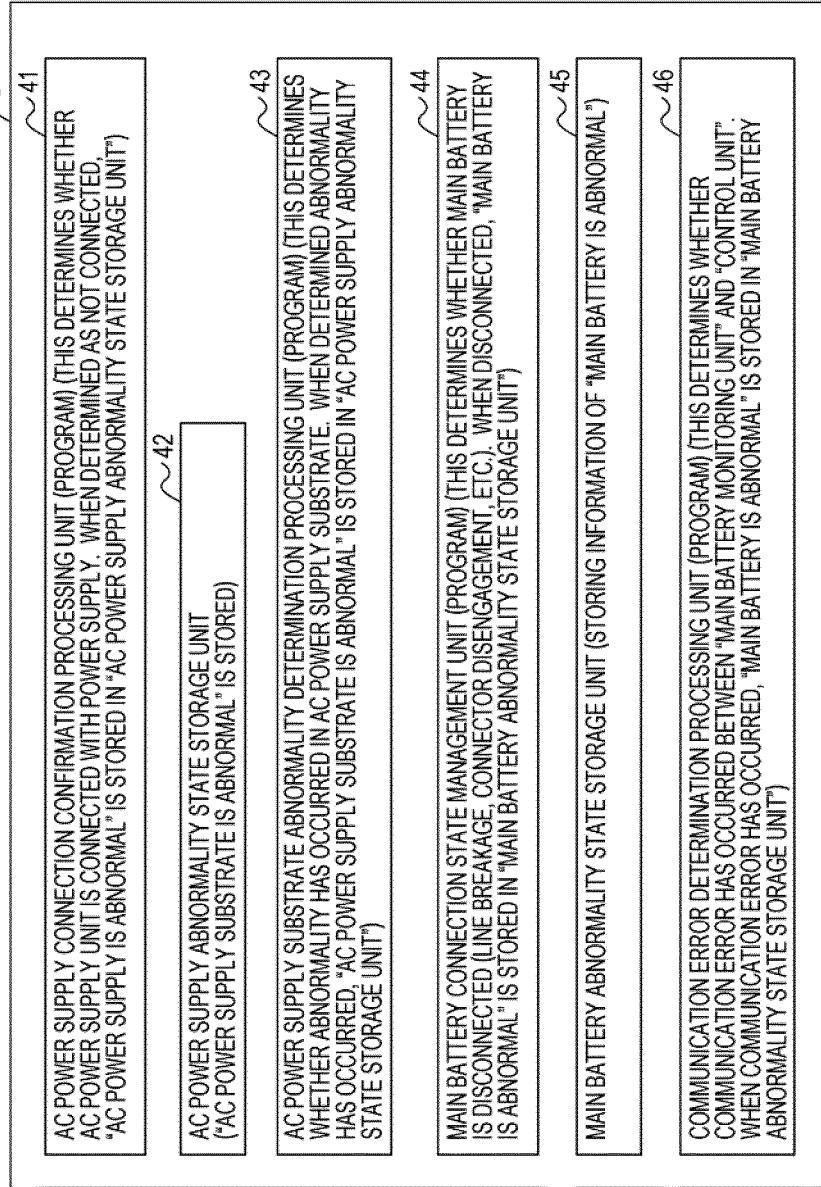 41
AC POWER SUPPLY CONNECTION CONFIRMATION PROCESSING UNIT (PROGRAM) (THIS DETERMINES WHETHER
AC POWER SUPPLY UNIT IS CONNECTED WITH POWER SUPPLY. WHEN DETERMINED AS NOT CONNECTED,
"AC POWER SUPPLY IS ABNORMAL" IS STORED IN "AC POWER SUPPLY ABNORMALITY STATE STORAGE UNIT")
42
AC POWER SUPPLY ABNORMALITY STATE STORAGE UNIT
("AC POWER SUPPLY SUBSTRATE IS ABNORMAL" IS STORED)
43
AC POWER SUPPLY SUBSTRATE ABNORMALITY DETERMINATION PROCESSING UNIT (PROGRAM) (THIS DETERMINES
WHETHER ABNORMALITY HAS OCCURRED IN AC POWER SUPPLY SUBSTRATE. WHEN DETERMINED ABNORMALITY
HAS OCCURRED, "AC POWER SUPPLY SUBSTRATE IS ABNORMAL" IS STORED IN "AC POWER SUPPLY ABNORMALITY
STATE STORAGE UNIT")
44
MAIN BATTERY CONNECTION STATE MANAGEMENT UNIT (PROGRAM) (THIS DETERMINES WHETHER MAIN BATTERY
IS DISCONNECTED (LINE BREAKAGE, CONNECTOR DISENGAGEMENT, ETC.). WHEN DISCONNECTED, "MAIN BATTERY
IS ABNORMAL" IS STORED IN "MAIN BATTERY ABNORMALITY STATE STORAGE UNIT")
45
MAIN BATTERY ABNORMALITY STATE STORAGE UNIT (STORING INFORMATION OF "MAIN BATTERY IS ABNORMAL")
46
COMMUNICATION ERROR DETERMINATION PROCESSING UNIT (PROGRAM) (THIS DETERMINES WHETHER
COMMUNICATION ERROR HAS OCCURRED BETWEEN "MAIN BATTERY MONITORING UNIT" AND "CONTROL UNIT".
WHEN COMMUNICATION ERROR HAS OCCURRED, "MAIN BATTERY IS ABNORMAL" IS STORED IN "MAIN BATTERY
ABNORMALITY STATE STORAGE UNIT")